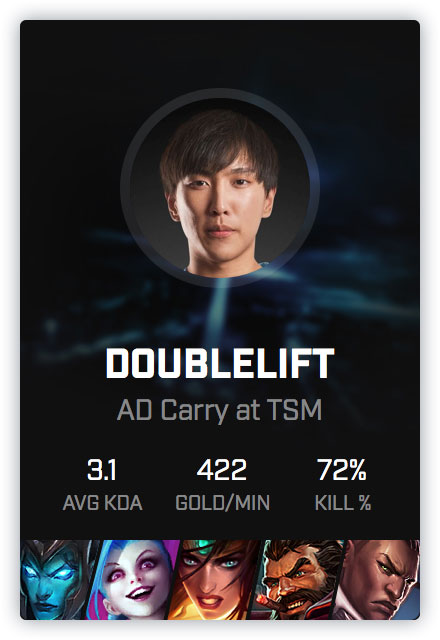 DOUBLELIFT
AD Carry at TSM
3.1 422 72%
AVG KDA GOLD/MIN KILL %